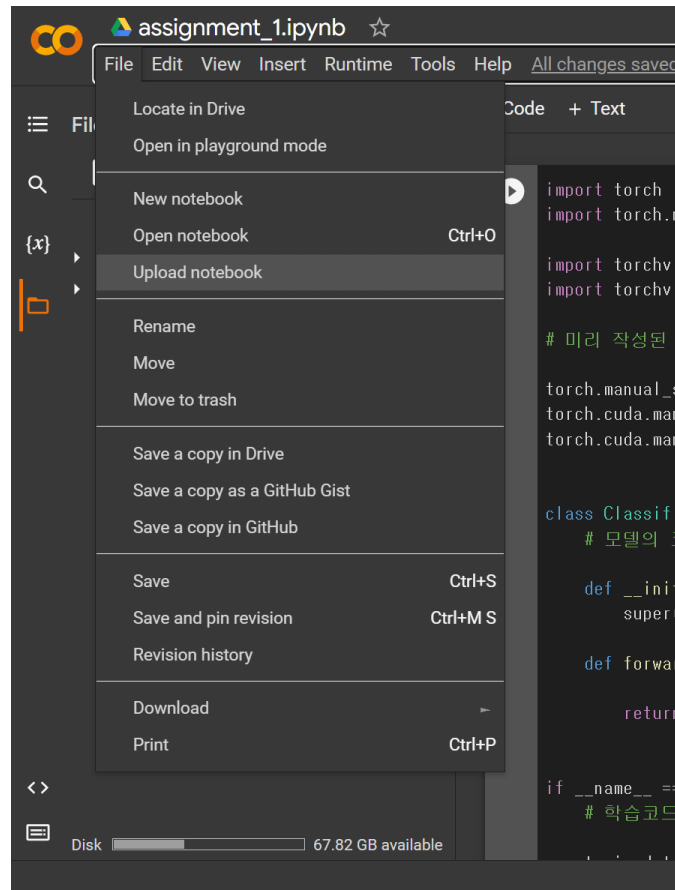 assignment_1.ipynb
File Edit View Insert Runtime Tools Help All changes saved
Code + Text
Locate in Drive
Open in playground mode
New notebook
Open notebook Ctrl+O
Upload notebook
Rename
Move
Move to trash
Save a copy in Drive
Save a copy as a GitHub Gist
Save a copy in GitHub
Save Ctrl+S
Save and pin revision Ctrl+M S
Revision history
Download
Print Ctrl+P
{x}
<>
Disk 67.82 GB available
import torch
import torch.
import torchv
import torchv
# 미리 작성된
torch.manual_s
torch.cuda.mar
torch.cuda.mar
class Classif
# 모델의
def __init
super
def forwar
return
if __name__ ==
# 학습코드